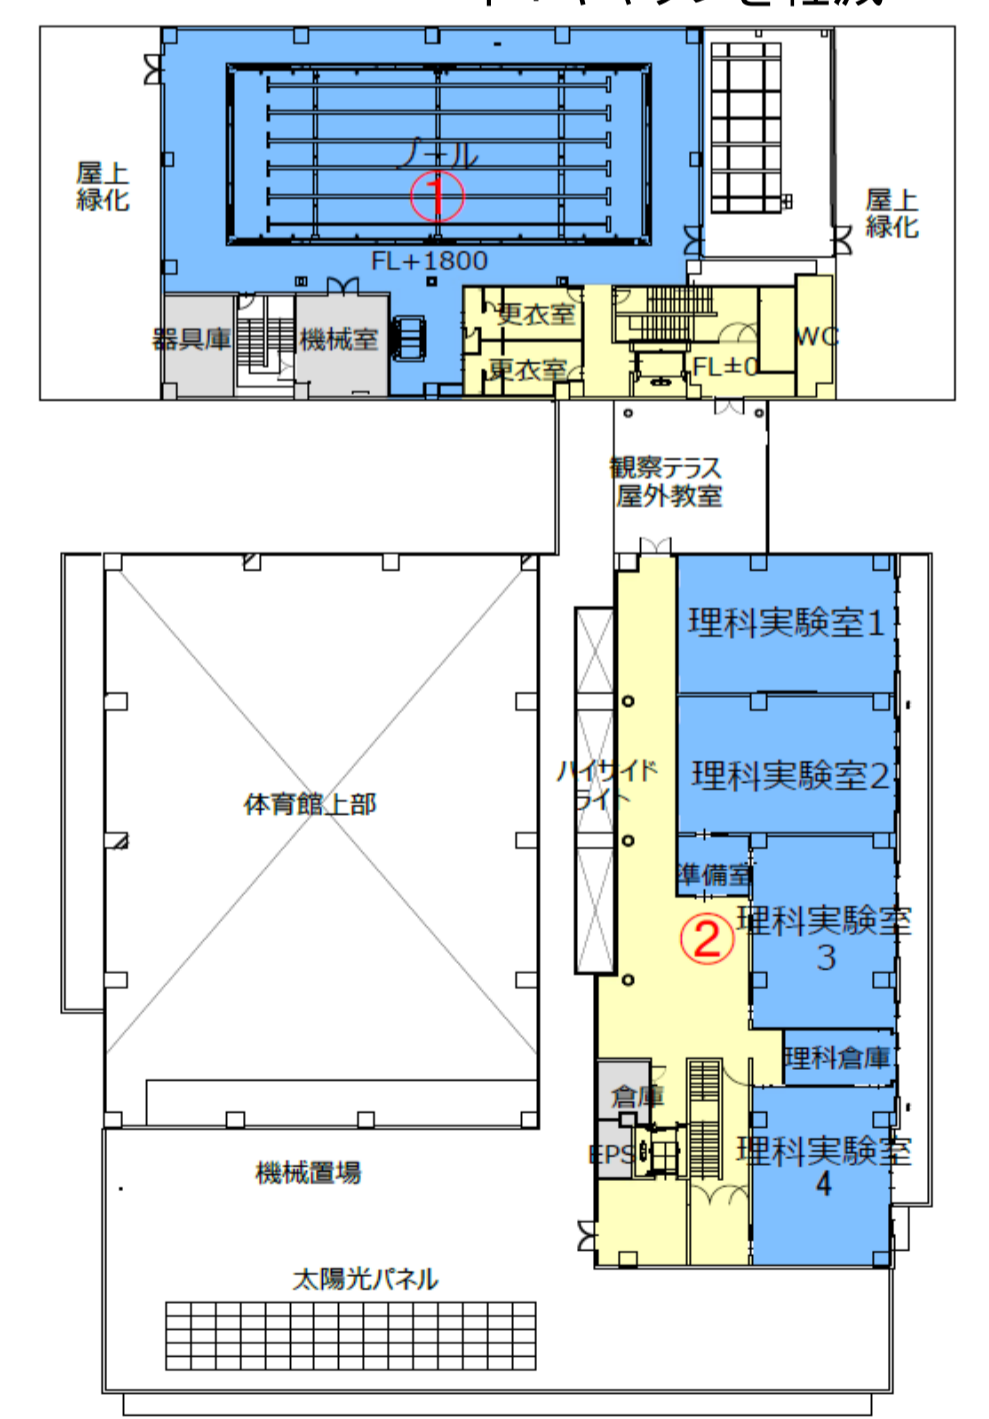 屋上
緑化
プール
①
FL+1800
屋上
緑化
器具庫
機械室
更衣室
更衣室
WC
FL±0
観察テラス
屋外教室
理科実験室1
理科実験室2
ハイサイド
ライト
体育館上部
準備室
②
理科実験室
3
理科倉庫
倉庫
EPS
理科実験室
4
機械置場
太陽光パネル